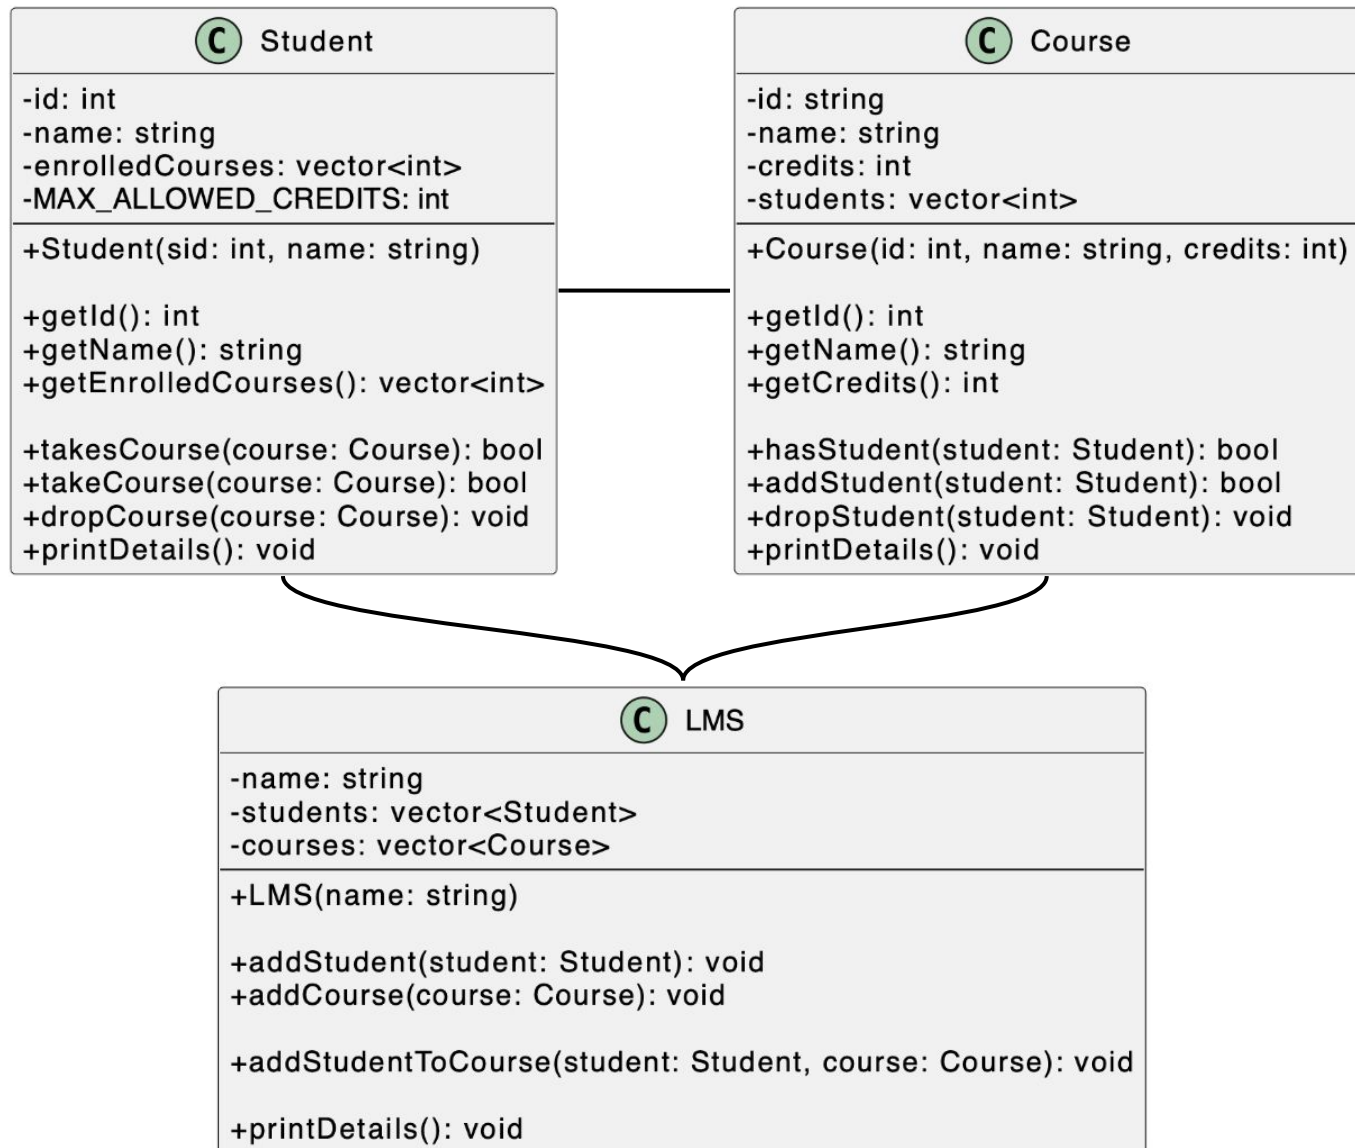 C Student
-id: int
-name: string
-enrolledCourses: vector<int>
-MAX_ALLOWED_CREDITS: int
+Student(sid: int, name: string)
+getId(): int
+getName(): string
+getEnrolledCourses(): vector<int>
+takesCourse(course: Course): bool
+takeCourse(course: Course): bool
+dropCourse(course: Course): void
+printDetails(): void
C Course
-id: string
-name: string
-credits: int
-students: vector<int>
+Course(id: int, name: string, credits: int)
+getId(): int
+getName(): string
+getCredits(): int
+hasStudent(student: Student): bool
+addStudent(student: Student): bool
+dropStudent(student: Student): void
+printDetails(): void
C LMS
-name: string
-students: vector<Student>
-courses: vector<Course>
+LMS(name: string)
+addStudent(student: Student): void
+addCourse(course: Course): void
+addStudentToCourse(student: Student, course: Course): void
+printDetails(): void